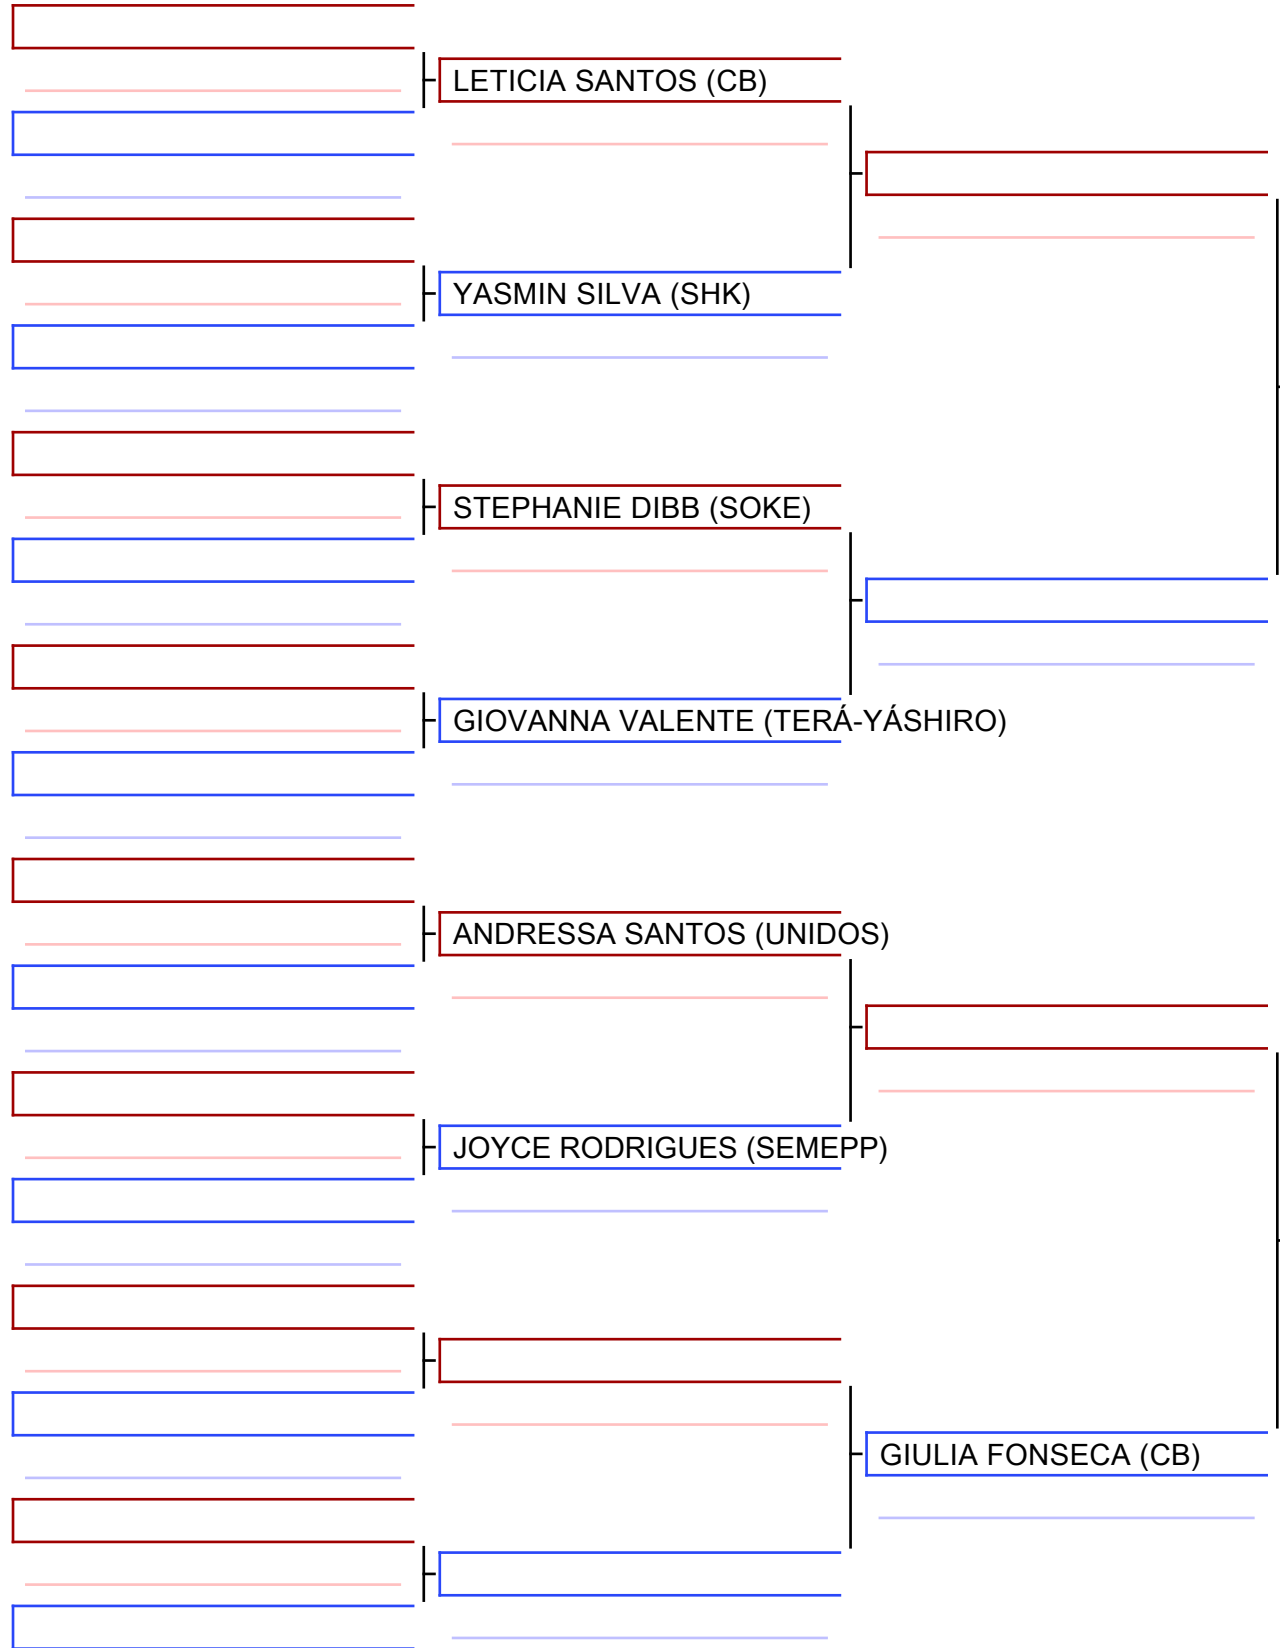 LETICIA SANTOS (CB)
YASMIN SILVA (SHK)
STEPHANIE DIBB (SOKE)
GIOVANNA VALENTE (TERÁ-YÁSHIRO)
ANDRESSA SANTOS (UNIDOS)
JOYCE RODRIGUES (SEMEPP)
GIULIA FONSECA (CB)